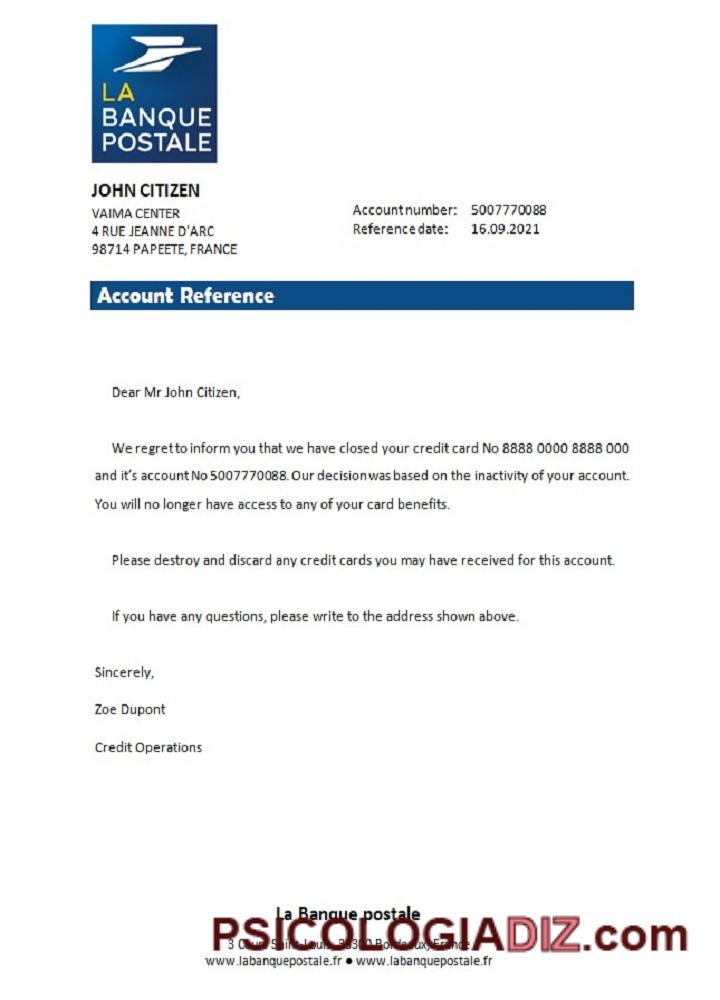 LA
BANQUE
POSTALE
JOHN CITIZEN
VAIMA CENTER
4 RUE JEANNE D'ARC
98714 PAPEETE, FRANCE
Account number: 5007770088
Reference date: 16.09.2021
Account Reference
Dear Mr John Citizen,
We regret to inform you that we have closed your credit card No 8888 0000 8888 000
and it's account No 5007770088. Our decision was based on the inactivity of your account.
You will no longer have access to any of your card benefits.
Please destroy and discard any credit cards you may have received for this account.
If you have any questions, please write to the address shown above.
Sincerely,
Zoe Dupont
Credit Operations
La Banque postale
PSICOLOGIADIZ.com
3 Cours Saint-Louis, 33300 Bordeaux, France
www.labanquepostale.fr ● www.labanquepostale.fr